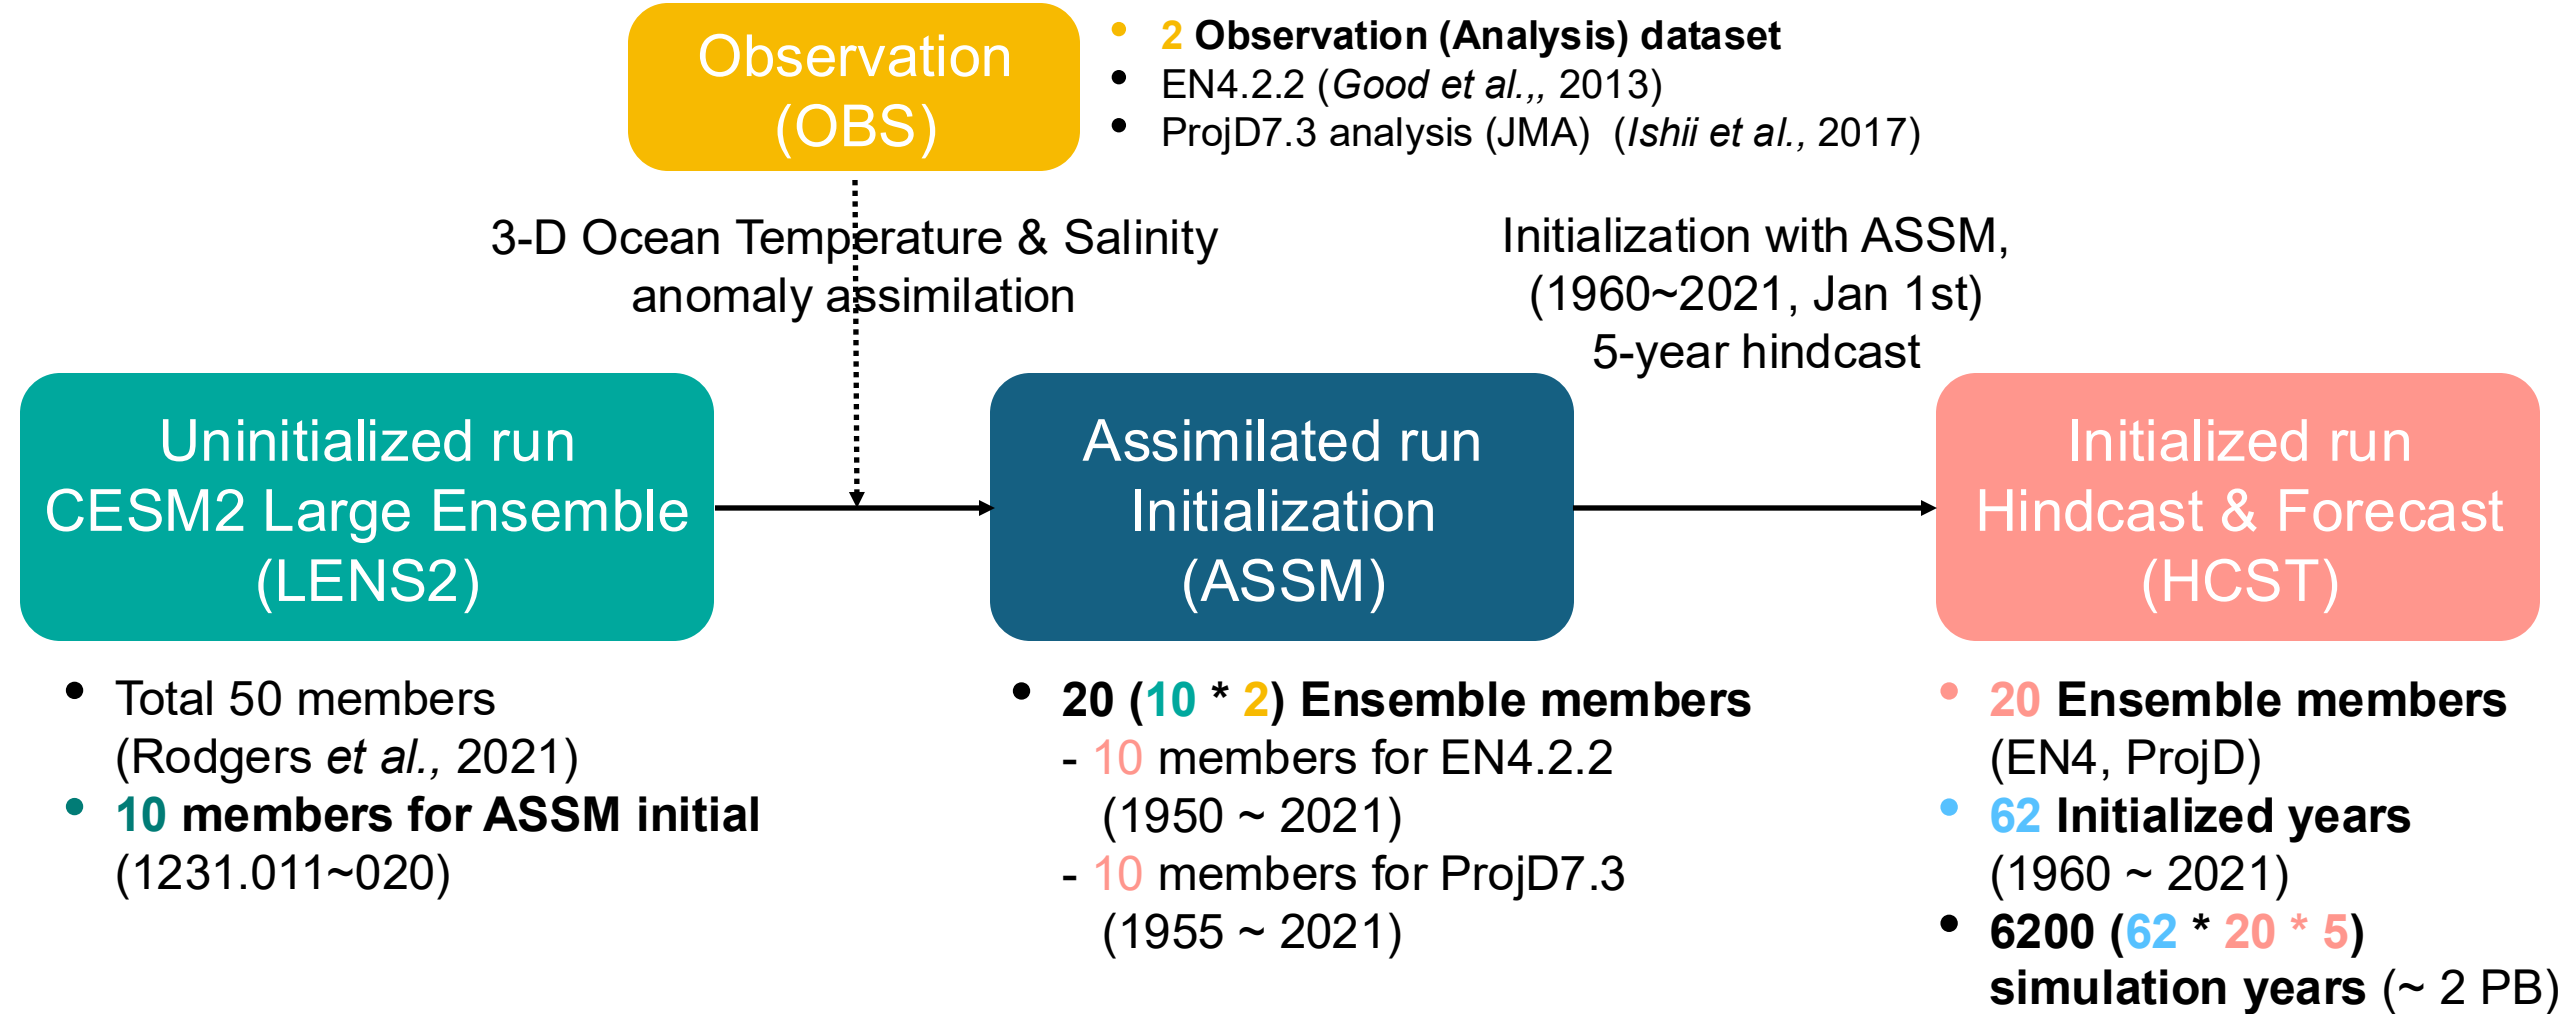 Observation
(OBS)
• 2 Observation (Analysis) dataset
• EN4.2.2 (Good et al.,, 2013)
• ProjD7.3 analysis (JMA) (Ishii et al., 2017)
3-D Ocean Temperature & Salinity
anomaly assimilation
Initialization with ASSM,
(1960~2021, Jan 1st)
5-year hindcast
Uninitialized run
CESM2 Large Ensemble
(LENS2)
Assimilated run
Initialization
(ASSM)
Initialized run
Hindcast & Forecast
(HCST)
• Total 50 members
(Rodgers et al., 2021)
• 10 members for ASSM initial
(1231.011~020)
• 20 (10 * 2) Ensemble members
- 10 members for EN4.2.2
(1950 ~ 2021)
- 10 members for ProjD7.3
(1955 ~ 2021)
• 20 Ensemble members
(EN4, ProjD)
• 62 Initialized years
(1960 ~ 2021)
• 6200 (62 * 20 * 5)
simulation years (~ 2 PB)